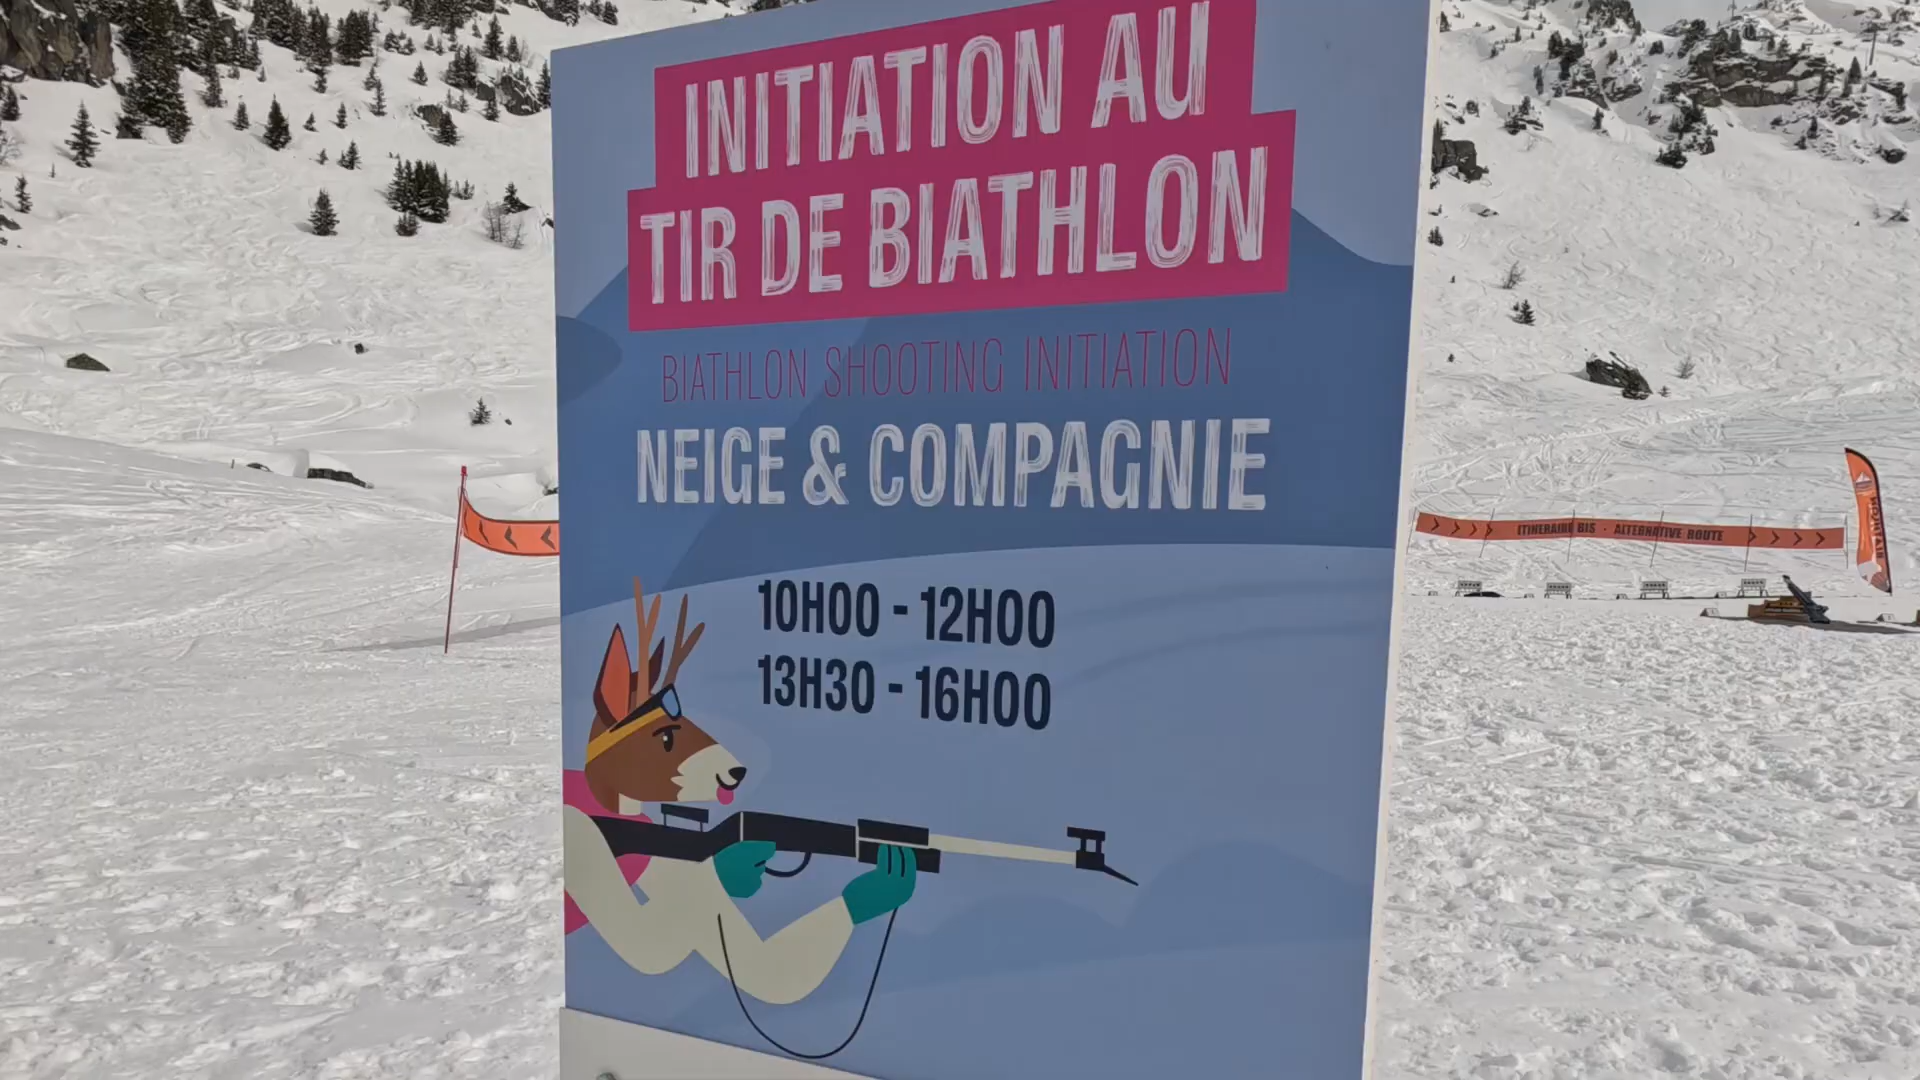 INITIATION AU
TIR DE BIATHLON
BIATHLON SHOOTING INITIATION
NEIGE & COMPAGNIE
10H00 - 12H00
13H30 - 16H00
ITINERAIRE BIS - ALTERNATIVE ROUTE